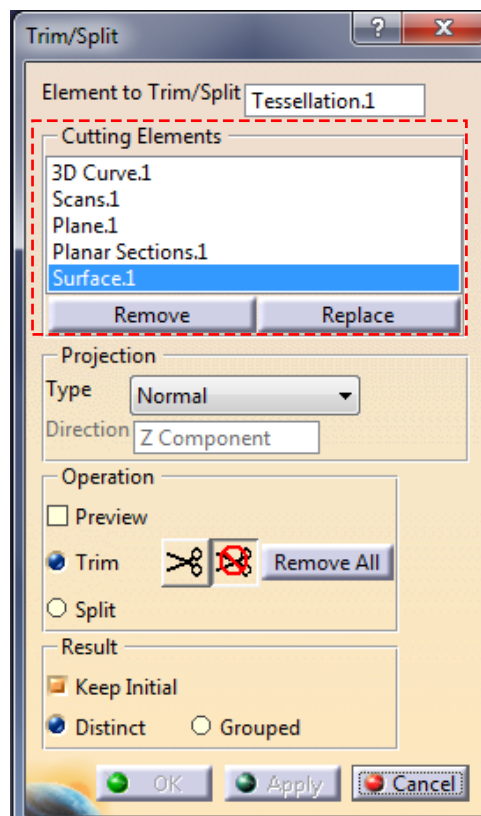 Trim/Split
?
X
Element to Trim/Split Tessellation.1
Cutting Elements
3D Curve.1
Scans.1
Plane.1
Planar Sections.1
Surface.1
Remove Replace
Projection
Type Normal
Direction Z Component
Operation
Preview
Trim Remove All
Split
Result
Keep Initial
Distinct Grouped
OK Apply Cancel